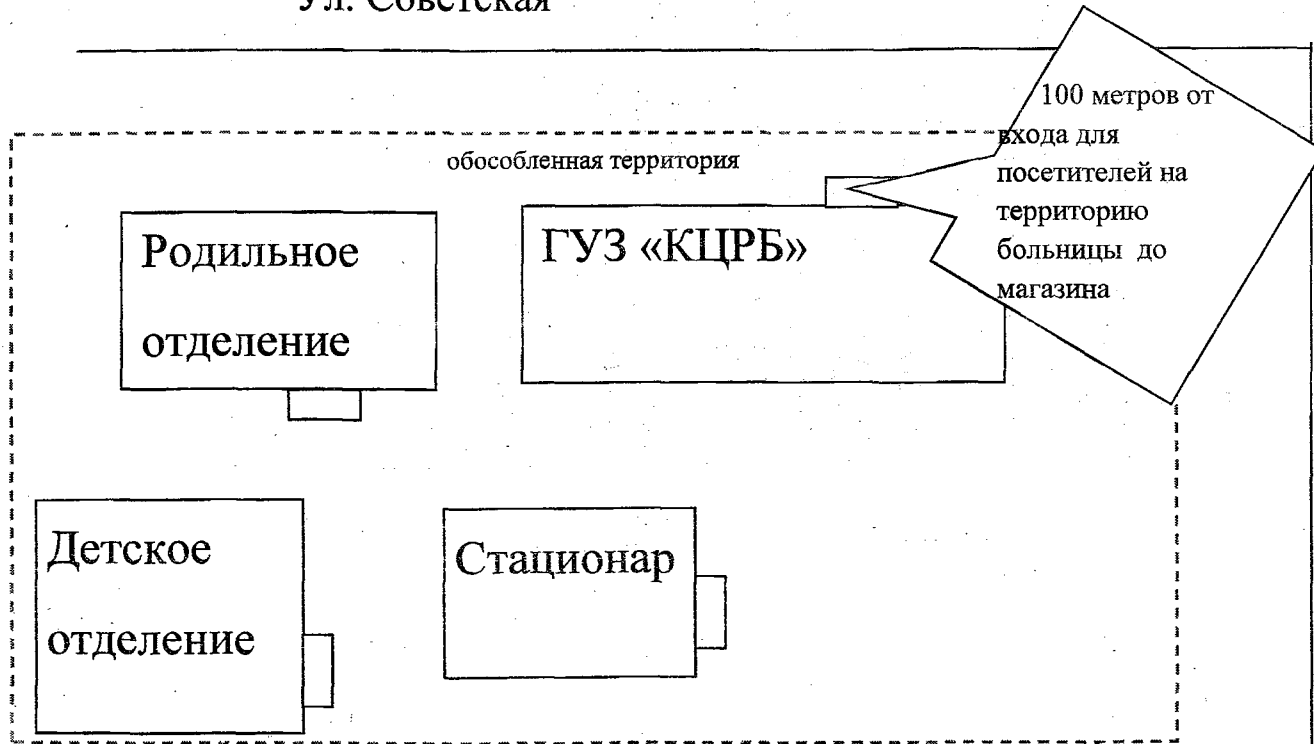 Ул. Советская
100 метров от
входа для
посетителей на
территорию
больницы до
магазина
обособленная территория
Родильное
отделение
ГУЗ «КЦРБ»
Детское
отделение
Стационар